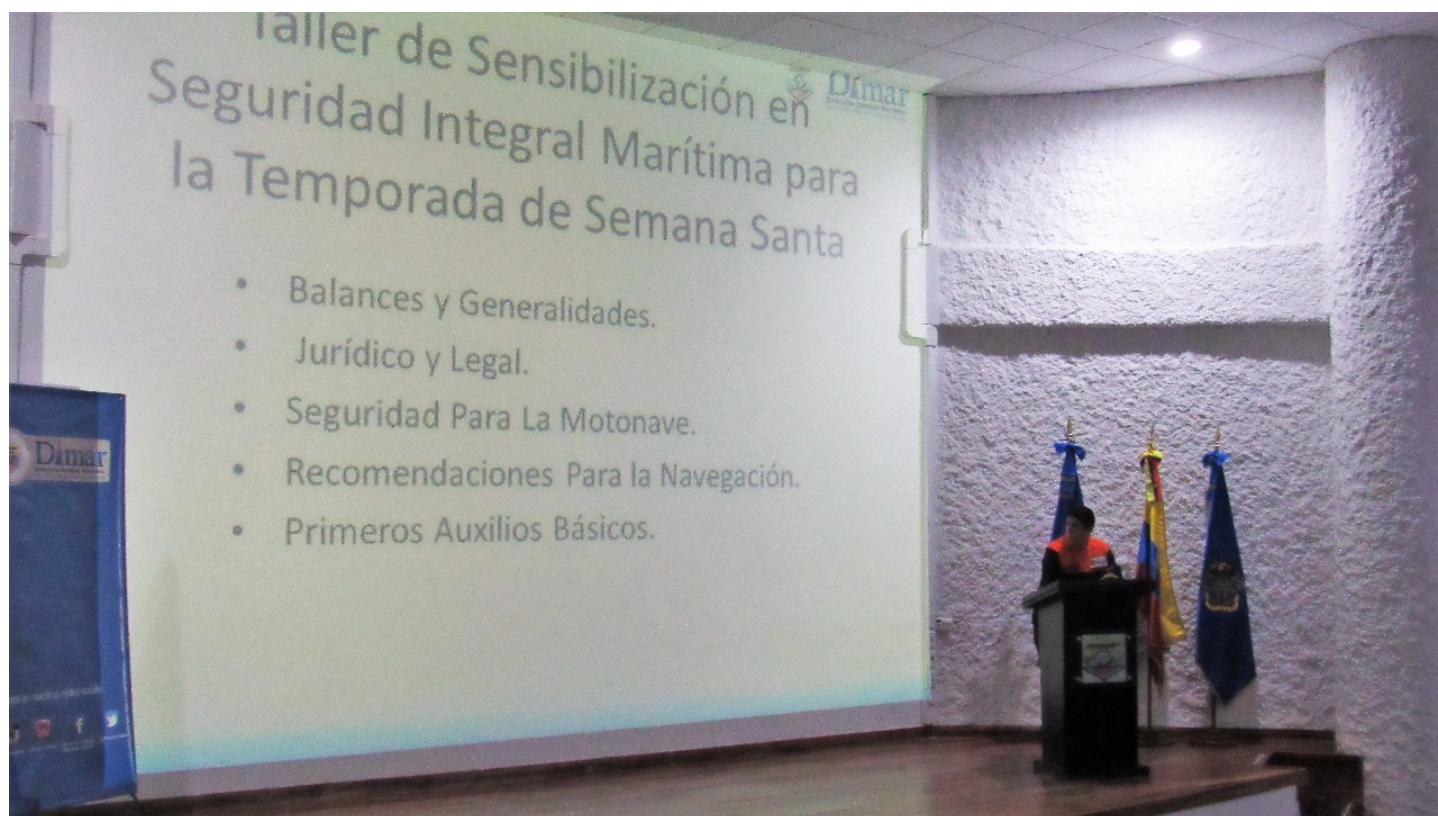 Taller de Sensibilización en
Seguridad Integral Marítima para
la Temporada de Semana Santa
Dimar
• Balances y Generalidades.
• Jurídico y Legal.
• Seguridad Para La Motonave.
• Recomendaciones Para la Navegación.
• Primeros Auxilios Básicos.
Dimar